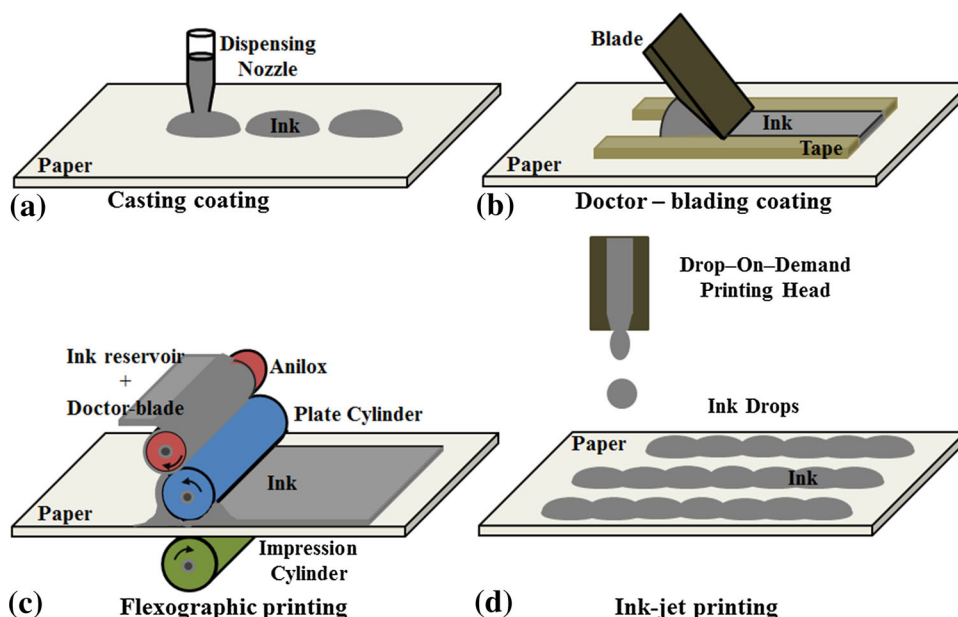 Dispensing
Nozzle
Ink
Paper
(a)
Casting coating
Blade
Ink
Tape
Paper
(b)
Doctor – blading coating
Ink reservoir
+
Doctor-blade
Anilox
Plate Cylinder
Ink
Paper
Impression
Cylinder
(c)
Flexographic printing
Drop–On–Demand
Printing Head
Ink Drops
Paper
Ink
(d)
Ink-jet printing